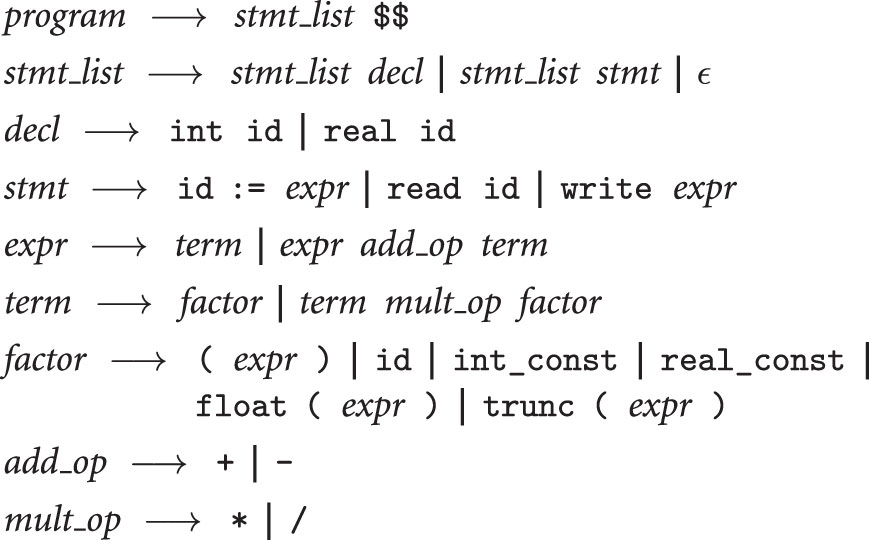 program ⟶ stmt_list $$
stmt_list ⟶ stmt_list decl | stmt_list stmt | ϵ
decl ⟶ int id | real id
stmt ⟶ id := expr | read id | write expr
expr ⟶ term | expr add_op term
term ⟶ factor | term mult_op factor
factor ⟶ ( expr ) | id | int_const | real_const |
float ( expr ) | trunc ( expr )
add_op ⟶ + | -
mult_op ⟶ * | /